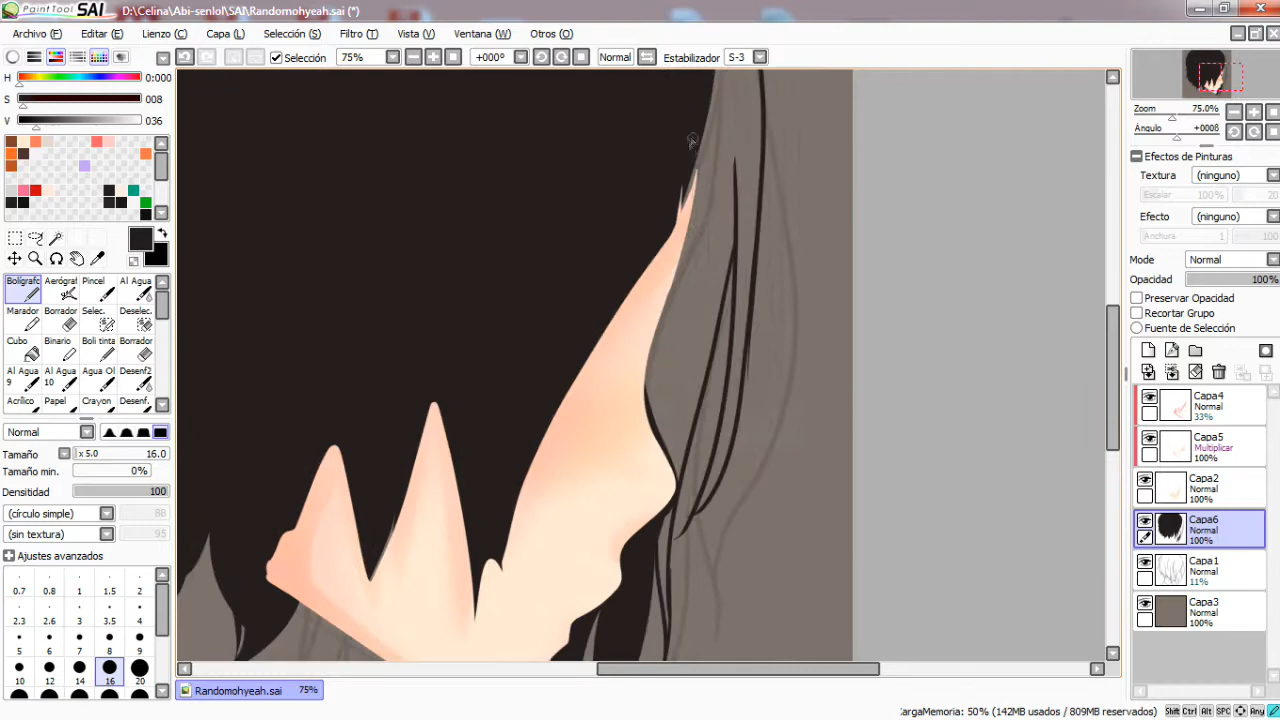 PaintTool SAI D:\Celina\Abi-senlol\SAI\Randomohyeah.sai (*)
Archivo (F) Editar (E) Lienzo (C) Capa (L) Selección (S) Filtro (T) Vista (V) Ventana (W) Otros (O)
Selección 75% +000º Normal Estabilizador S-3
H 0:000
S 008
V 036
Zoom 75.0%
Ángulo +000ß
Efectos de Pinturas
Textura (ninguno)
Escalar 100% 20
Efecto (ninguno)
Anchura 1 100
Mode Normal
Opacidad 100%
Preservar Opacidad
Recortar Grupo
Fuente de Selección
Bolígrafo Aerógraf Pincel Al Agua
Marador Borrador Selec. Deselec.
Cubo Binario Boli tinta Borrador
Al Agua 9 Al Agua 10 Agua Ol Desenf2
Acrílico Papel Crayon Desenf.
Normal
Tamaño x 5.0 16.0
Tamaño min. 0%
Densitdad 100
(círculo simple) 88
(sin textura) 95
Ajustes avanzados
0.7 0.8 1 1.5 2
2.3 2.6 3 3.5 4
5 6 7 8 9
10 12 14 16 20
Capa4
Normal
33%
Capa5
Multiplicar
100%
Capa2
Normal
100%
Capa6
Normal
100%
Capa1
Normal
11%
Capa3
Normal
100%
Randomohyeah.sai 75%
CargaMemoria: 50% (142MB usados / 809MB reservados) Shift Ctrl Alt SPC Any